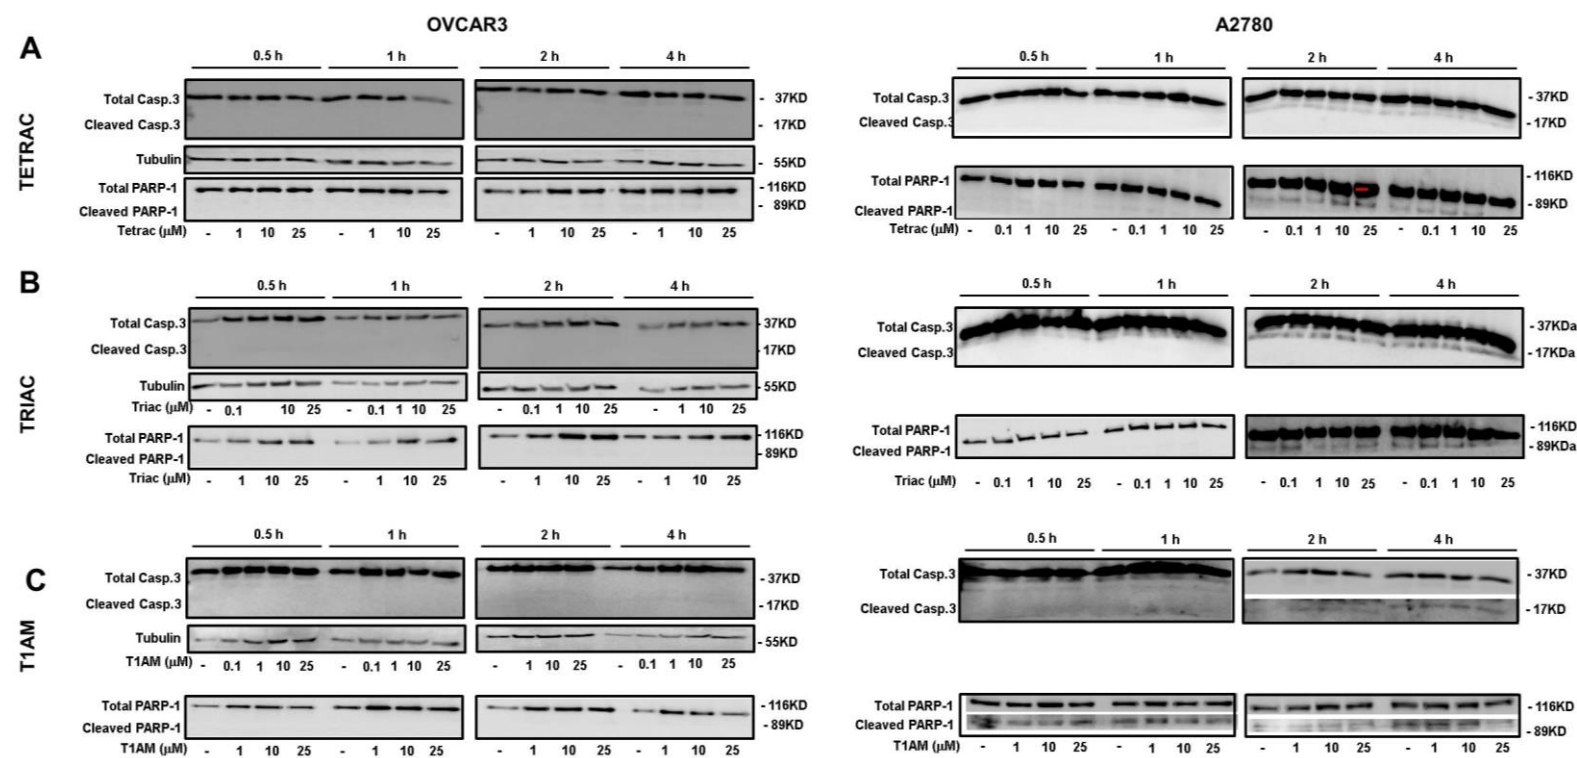 OVCAR3 A2780
A
0.5 h 1 h 2 h 4 h 0.5 h 1 h 2 h 4 h
TETRAC
Total Casp.3 - 37KD Total Casp.3 - 37KD
Cleaved Casp.3 - 17KD Cleaved Casp.3 - 17KD
Tubulin - 55KD
Total PARP-1 - 116KD Total PARP-1 - 116KD
Cleaved PARP-1 - 89KD Cleaved PARP-1 - 89KD
Tetrac (μM) - 1 10 25 - 1 10 25 - 1 10 25 - 1 10 25 Tetrac (μM) - 0.1 1 10 25 - 0.1 1 10 25 - 0.1 1 10 25 - 0.1 1 10 25
B
0.5 h 1 h 2 h 4 h 0.5 h 1 h 2 h 4 h
TRIAC
Total Casp.3 37KD Total Casp.3 - 37KDa
Cleaved Casp.3 - 17KD Cleaved Casp.3 - 17KDa
Tubulin - 55KD
Triac (μM) - 0.1 10 25 - 0.1 1 10 25 - 0.1 1 10 25 - 1 10 25
Total PARP-1 - 116KD Total PARP-1 - 116KD
Cleaved PARP-1 - 89KD Cleaved PARP-1 - 89KDa
Triac (μM) - 1 10 25 - 1 10 25 - 1 10 25 - 1 10 25 Triac (μM) - 0.1 1 10 25 - 0.1 1 10 25 - 0.1 1 10 25 - 0.1 1 10 25
0.5 h 1 h 2 h 4 h 0.5 h 1 h 2 h 4 h
C
T1AM
Total Casp.3 - 37KD Total Casp.3 - 37KD
Cleaved Casp.3 - 17KD Cleaved Casp.3 - 17KD
Tubulin - 55KD
T1AM (μM) - 0.1 1 10 25 - 0.1 1 10 25 - 1 10 25 - 0.1 1 10 25
Total PARP-1 - 116KD Total PARP-1 - 116KD
Cleaved PARP-1 - 89KD Cleaved PARP-1 - 89KD
T1AM (μM) - 1 10 25 - 1 10 25 - 1 10 25 - 1 10 25 T1AM (μM) - 1 10 25 - 1 10 25 - 1 10 25 - 1 10 25